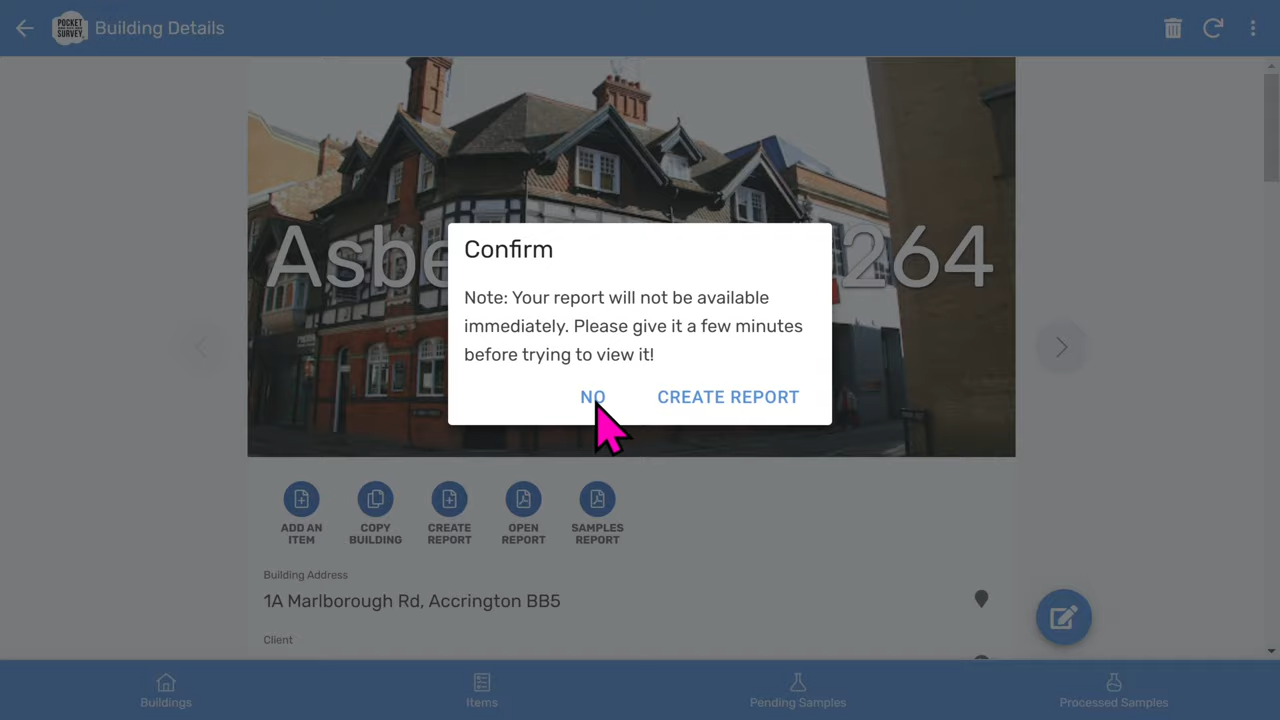 POCKET
SURVEY
Building Details
Asbe 264
Confirm
Note: Your report will not be available
immediately. Please give it a few minutes
before trying to view it!
NO CREATE REPORT
ADD AN ITEM
COPY BUILDING
CREATE REPORT
OPEN REPORT
SAMPLES REPORT
Building Address
1A Marlborough Rd, Accrington BB5
Client
Buildings Items Pending Samples Processed Samples